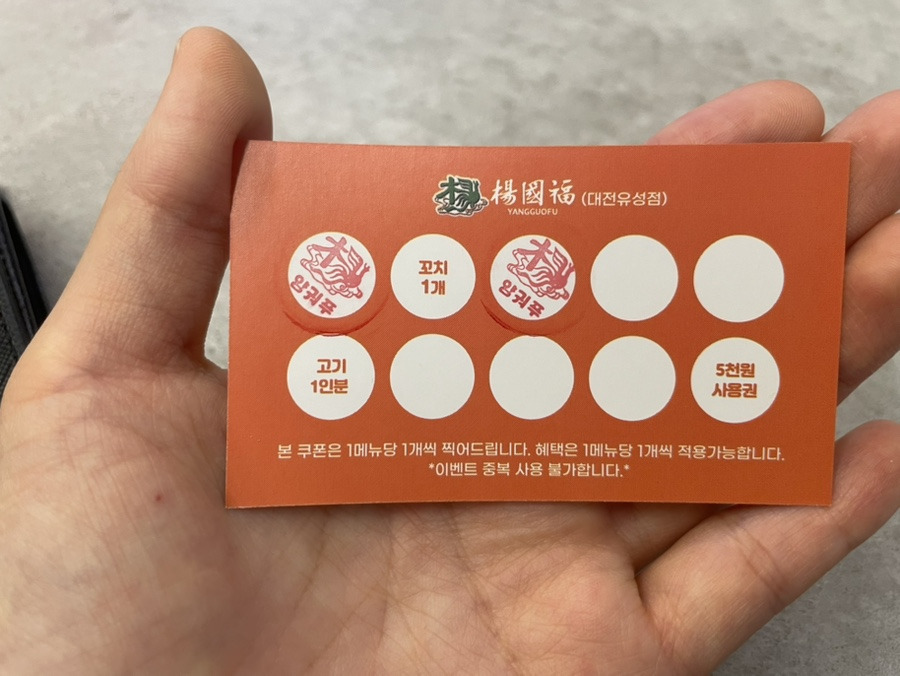 楊 楊國福 (대전유성점)
YANGGUOFU
양궈푸
꼬치
1개
양궈푸
고기
1인분
5천원
사용권
본 쿠폰은 1메뉴당 1개씩 찍어드립니다. 혜택은 1메뉴당 1개씩 적용가능합니다.
*이벤트 중복 사용 불가합니다.*